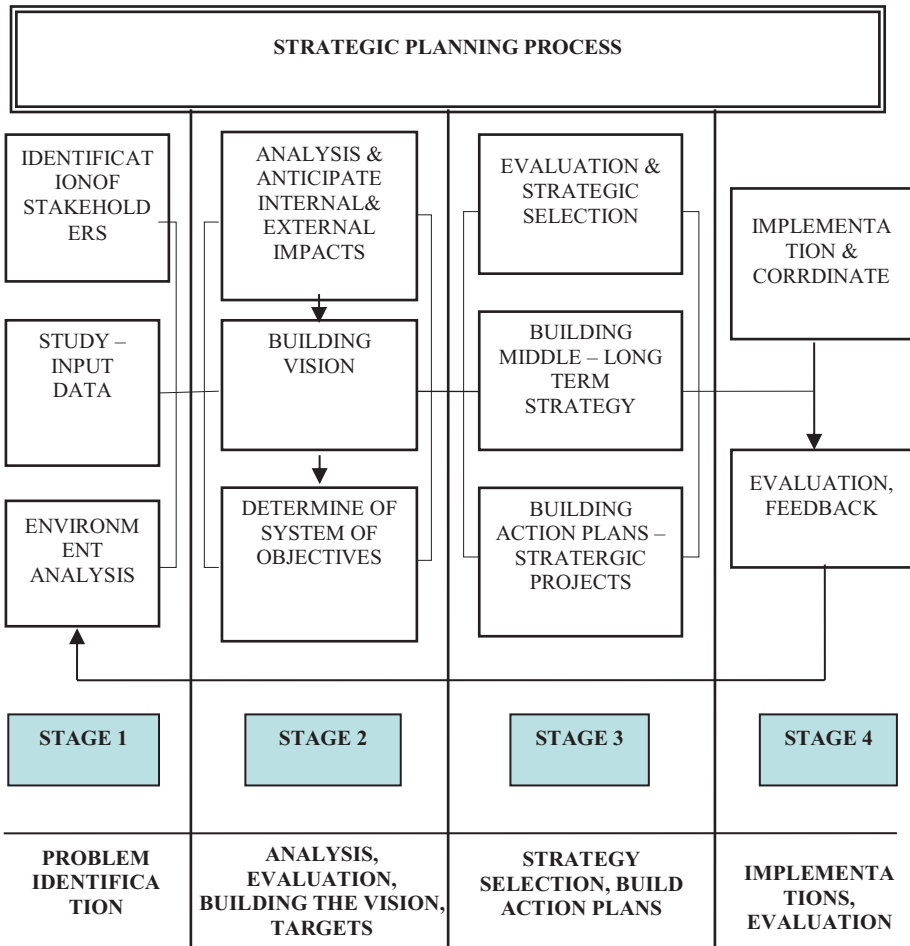 STRATEGIC PLANNING PROCESS
IDENTIFICAT
IONOF
STAKEHOLD
ERS
STUDY –
INPUT
DATA
ENVIRONM
ENT
ANALYSIS
ANALYSIS &
ANTICIPATE
INTERNAL&
EXTERNAL
IMPACTS
BUILDING
VISION
DETERMINE OF
SYSTEM OF
OBJECTIVES
EVALUATION &
STRATEGIC
SELECTION
BUILDING
MIDDLE – LONG
TERM
STRATEGY
BUILDING
ACTION PLANS –
STRATERGIC
PROJECTS
IMPLEMENTA
TION &
CORRDINATE
EVALUATION,
FEEDBACK
STAGE 1
STAGE 2
STAGE 3
STAGE 4
PROBLEM
IDENTIFICA
TION
ANALYSIS,
EVALUATION,
BUILDING THE VISION,
TARGETS
STRATEGY
SELECTION, BUILD
ACTION PLANS
IMPLEMENTA
TIONS,
EVALUATION